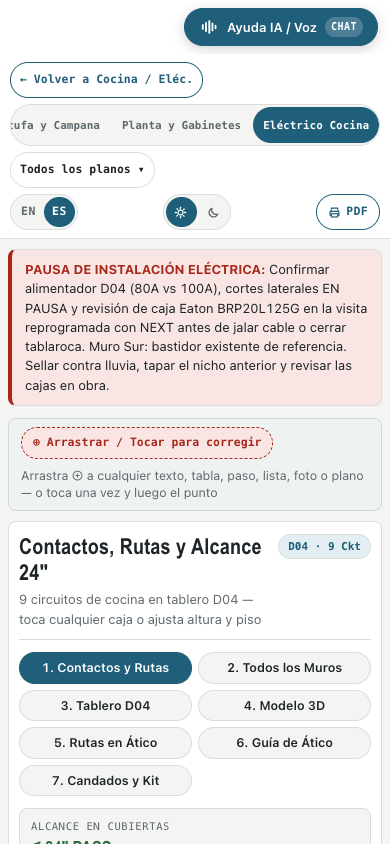 Ayuda IA / Voz CHAT
← Volver a Cocina / Eléc.
ufa y Campana Planta y Gabinetes Eléctrico Cocina
Todos los planos ▾
EN ES PDF
PAUSA DE INSTALACIÓN ELÉCTRICA: Confirmar
alimentador D04 (80A vs 100A), cortes laterales EN
PAUSA y revisión de caja Eaton BRP20L125G en la visita
reprogramada con NEXT antes de jalar cable o cerrar
tablaroca. Muro Sur: bastidor existente de referencia.
Sellar contra lluvia, tapar el nicho anterior y revisar las
cajas en obra.
⊕ Arrastrar / Tocar para corregir
Arrastra ⊕ a cualquier texto, tabla, paso, lista, foto o plano
— o toca una vez y luego el punto
Contactos, Rutas y Alcance
24"
D04 · 9 Ckt
9 circuitos de cocina en tablero D04 —
toca cualquier caja o ajusta altura y piso
1. Contactos y Rutas 2. Todos los Muros
3. Tablero D04 4. Modelo 3D
5. Rutas en Ático 6. Guía de Ático
7. Candados y Kit
ALCANCE EN CUBIERTAS